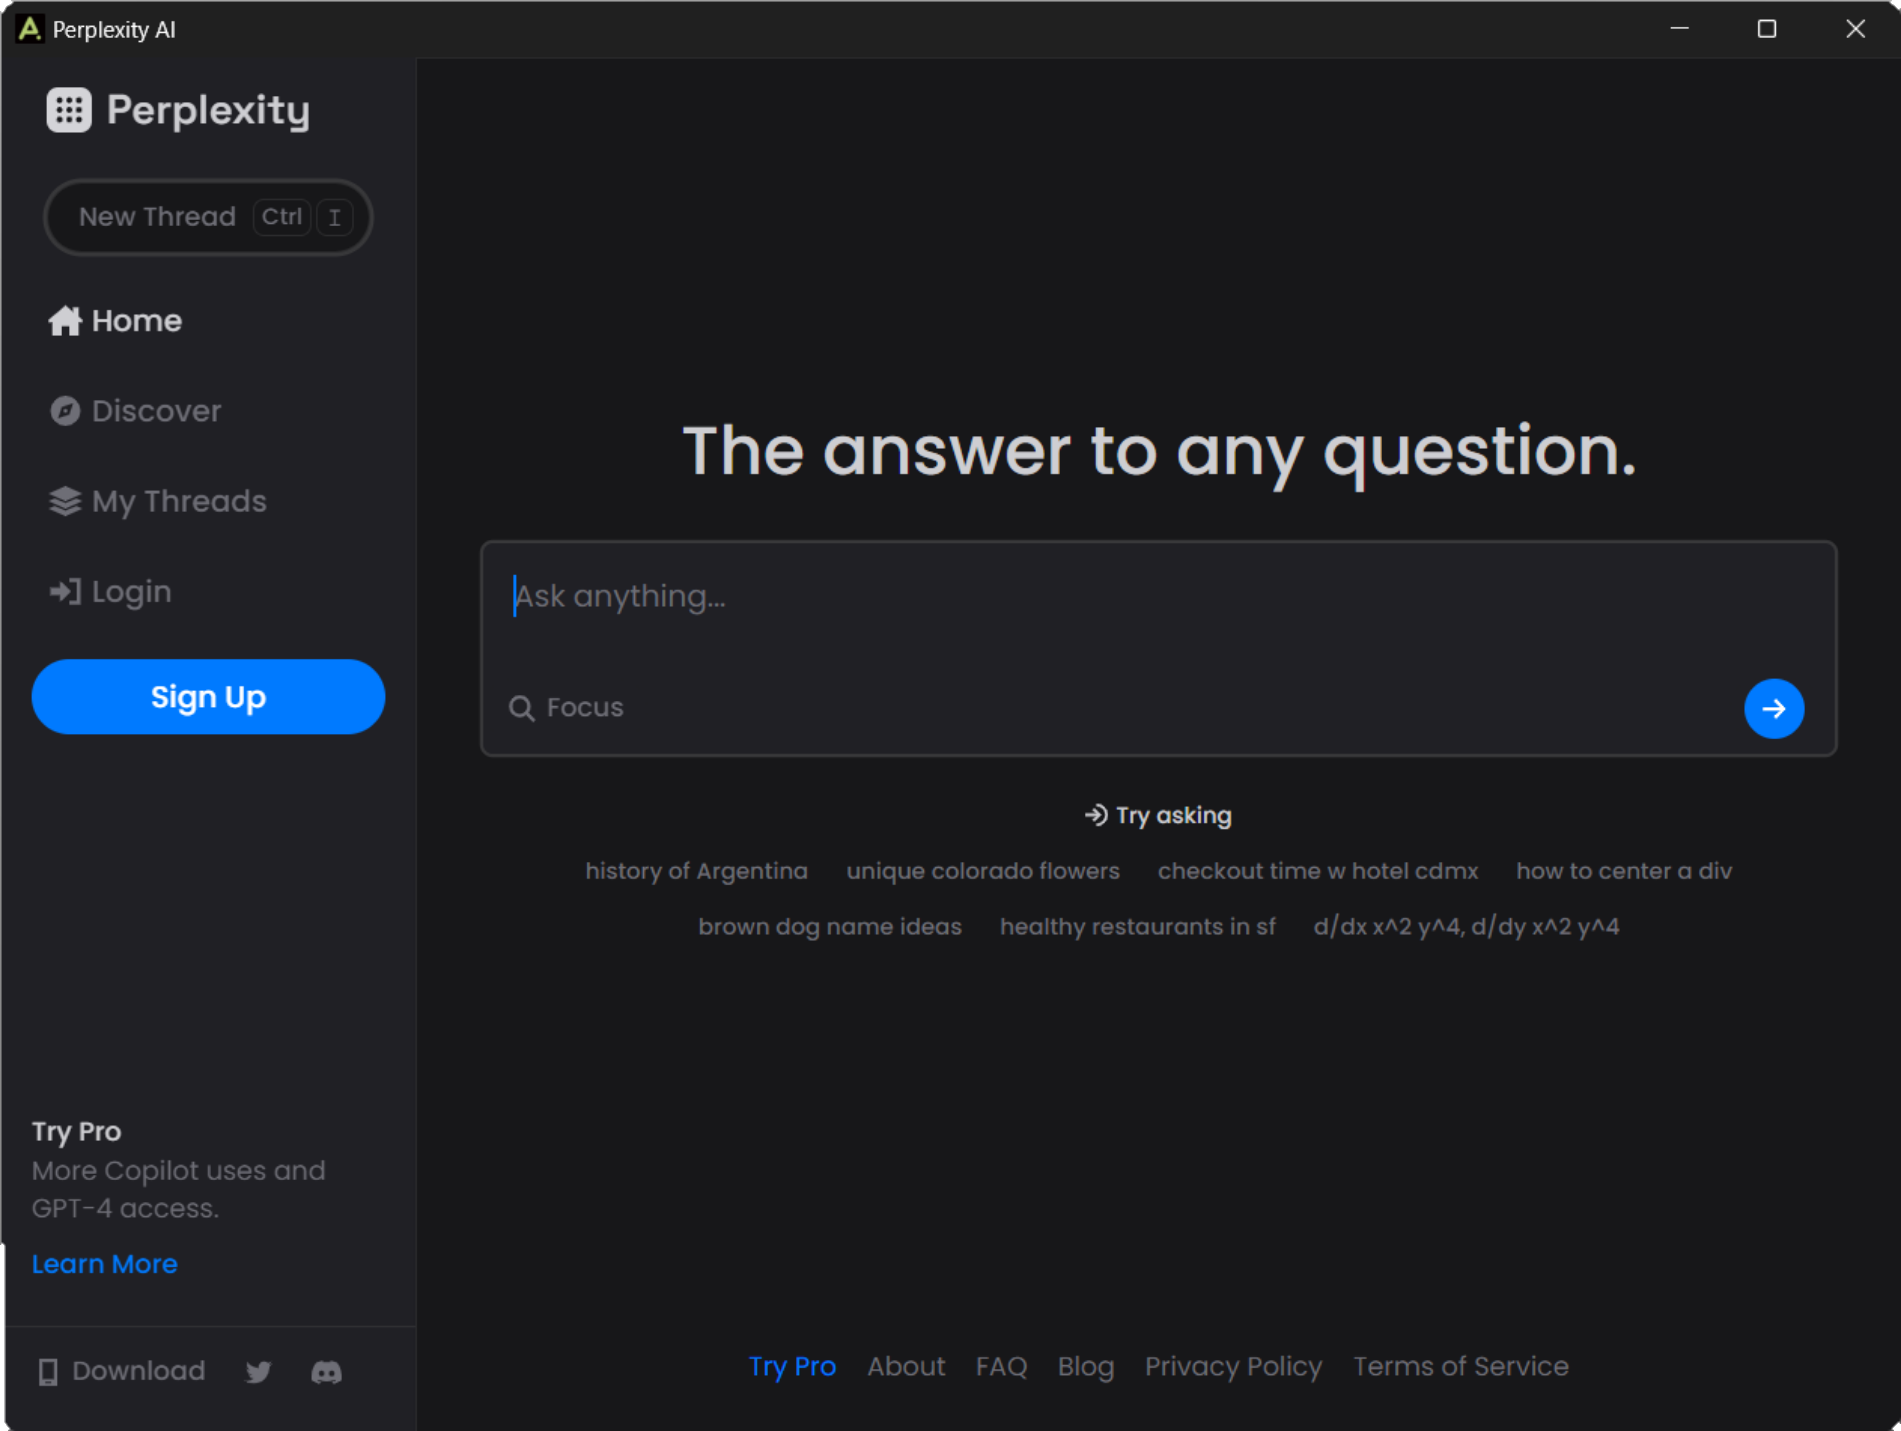 Perplexity AI
Perplexity
New Thread Ctrl I
Home
Discover
My Threads
Login
Sign Up
The answer to any question.
Ask anything...
Focus
Try asking
history of Argentina unique colorado flowers checkout time w hotel cdmx how to center a div
brown dog name ideas healthy restaurants in sf d/dx x^2 y^4, d/dy x^2 y^4
Try Pro
More Copilot uses and
GPT-4 access.
Learn More
Download
Try Pro About FAQ Blog Privacy Policy Terms of Service